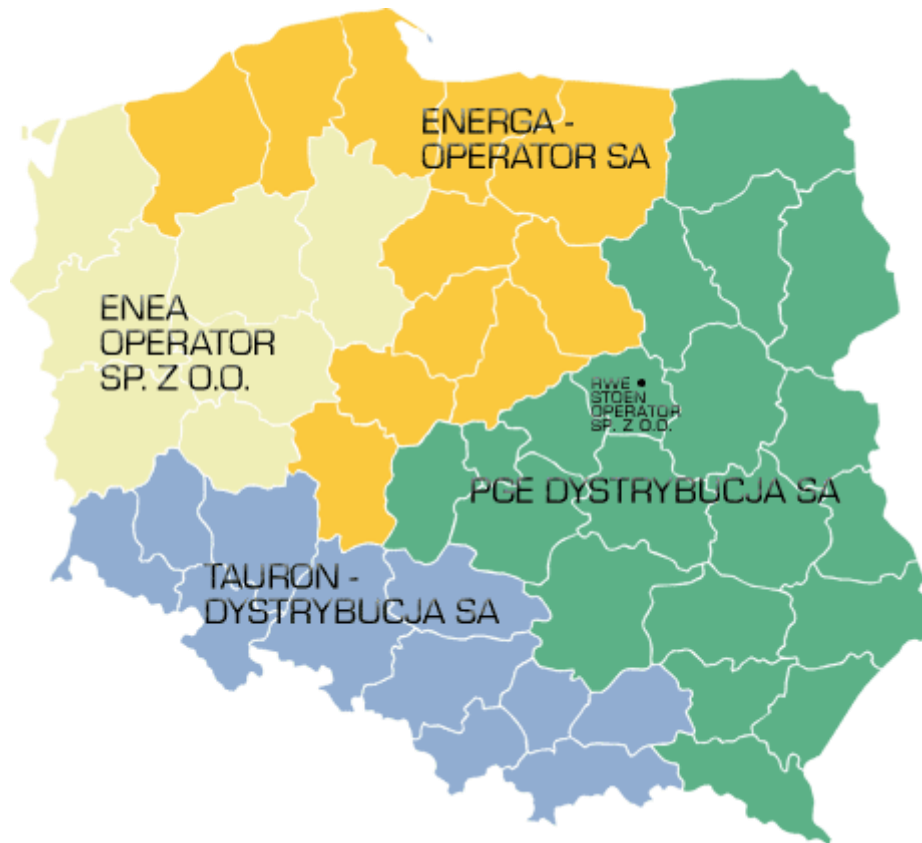 ENERGA -
OPERATOR SA
ENEA
OPERATOR
SP. Z O.O.
RWE
STOEN
OPERATOR
SP. Z O.O.
PGE DYSTRYBUCJA SA
TAURON -
DYSTRYBUCJA SA